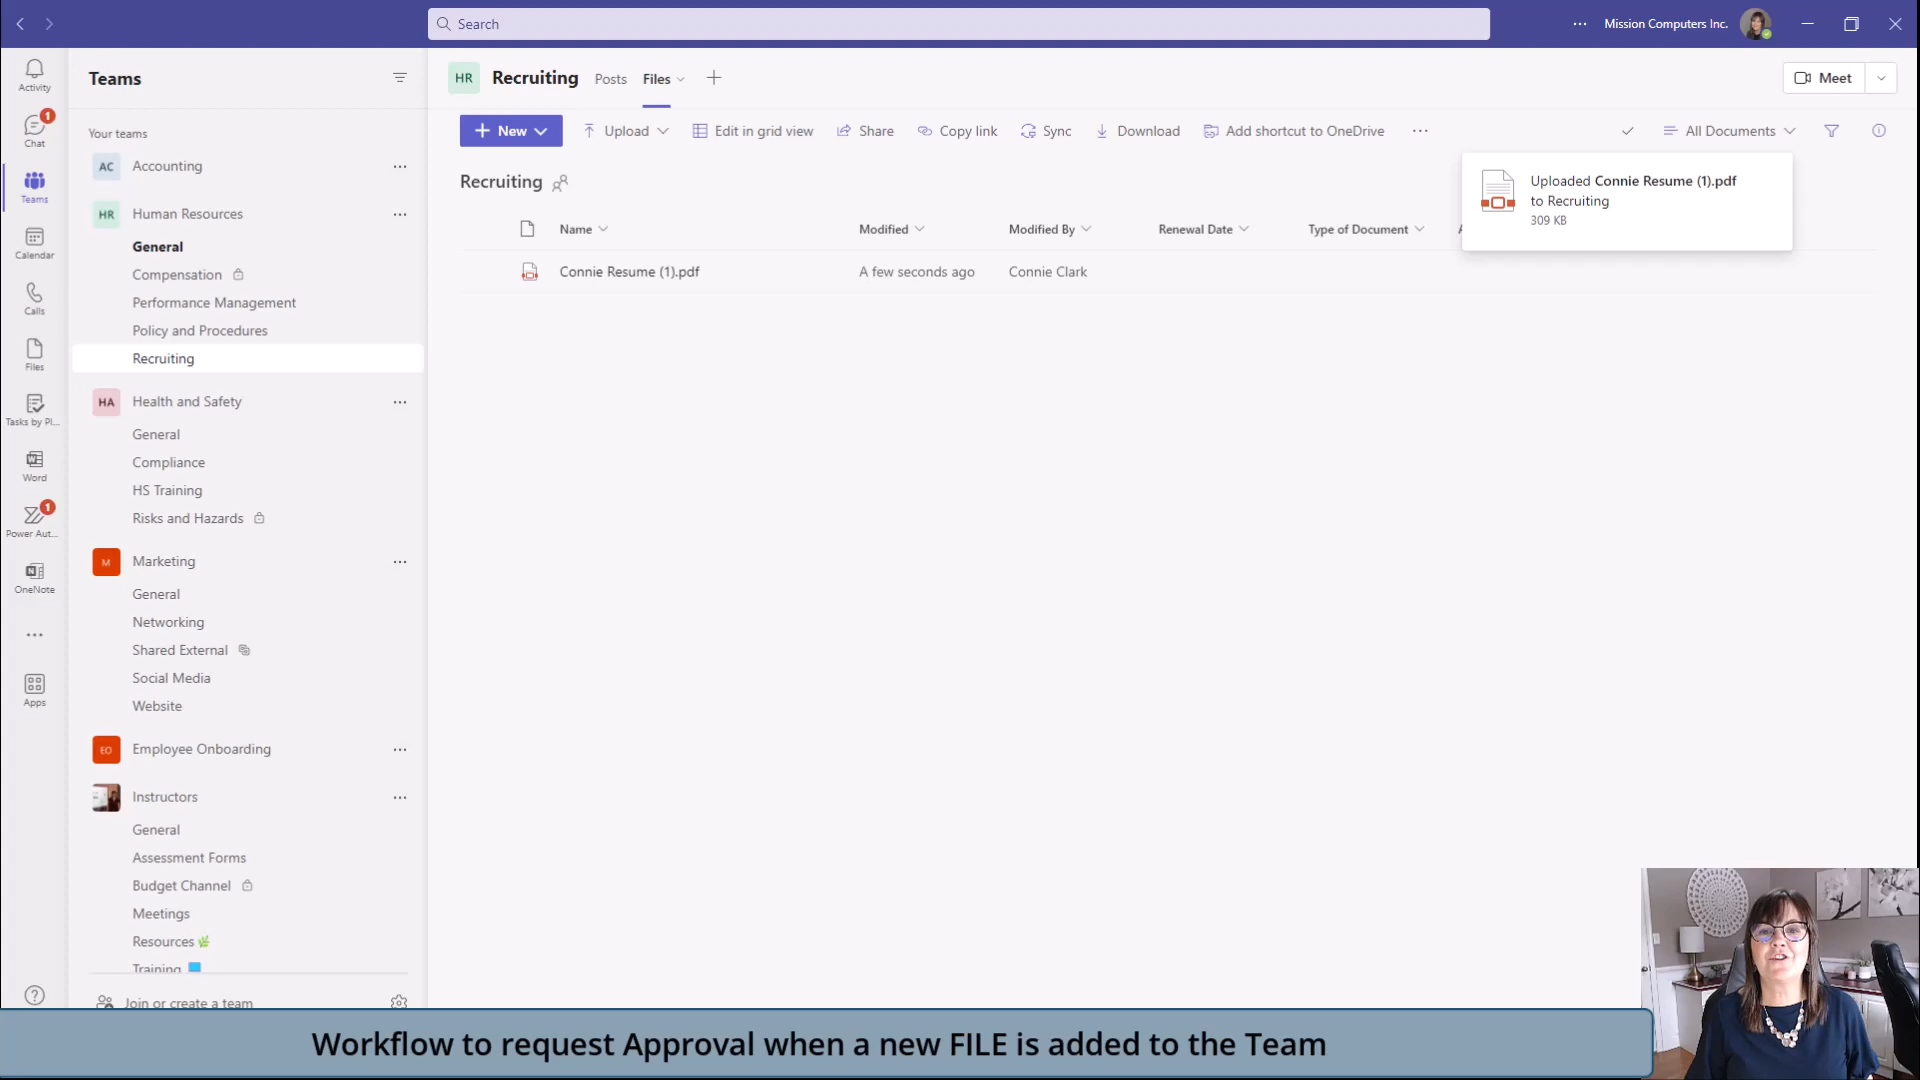 Search
Mission Computers Inc.
Activity
1
Chat
Teams
Calendar
Calls
Files
Tasks by Pl...
Word
1
Power Aut...
OneNote
Apps
Teams
Your teams
AC Accounting
HR Human Resources
General
Compensation
Performance Management
Policy and Procedures
Recruiting
HA Health and Safety
General
Compliance
HS Training
Risks and Hazards
M Marketing
General
Networking
Shared External
Social Media
Website
EO Employee Onboarding
Instructors
General
Assessment Forms
Budget Channel
Meetings
Resources
Training
Join or create a team
HR Recruiting Posts Files
Meet
New Upload Edit in grid view Share Copy link Sync Download Add shortcut to OneDrive ... All Documents
Recruiting
Uploaded Connie Resume (1).pdf
to Recruiting
309 KB
Name Modified Modified By Renewal Date Type of Document
Connie Resume (1).pdf A few seconds ago Connie Clark
Workflow to request Approval when a new FILE is added to the Team